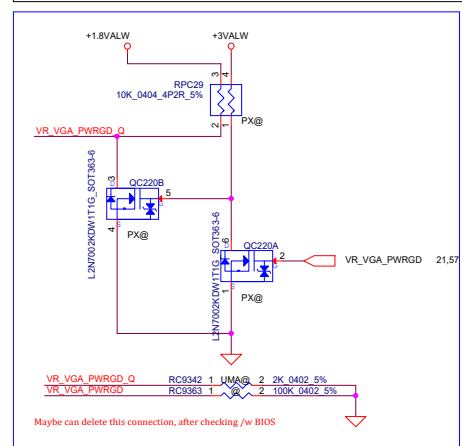 +1.8VALW +3VALW
3 4
RPC29
10K_0404_4P2R_5%
2 1 PX@
VR_VGA_PWRGD_Q
L2N7002KDW1T1G_SOT363-6
3 QC220B
5
4
PX@
L2N7002KDW1T1G_SOT363-6
6 QC220A
2 VR_VGA_PWRGD 21,57
1
PX@
VR_VGA_PWRGD_Q RC9342 1 UMA@ 2 2K_0402_5%
VR_VGA_PWRGD RC9363 1 @ 2 100K_0402_5%
Maybe can delete this connection, after checking /w BIOS